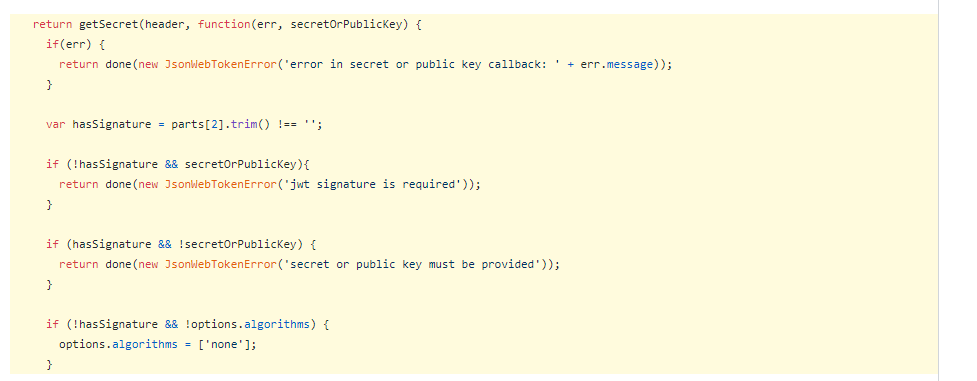 return getSecret(header, function(err, secretOrPublicKey) {
if(err) {
return done(new JsonWebTokenError('error in secret or public key callback: ' + err.message));
}
var hasSignature = parts[2].trim() !== '';
if (!hasSignature && secretOrPublicKey){
return done(new JsonWebTokenError('jwt signature is required'));
}
if (hasSignature && !secretOrPublicKey) {
return done(new JsonWebTokenError('secret or public key must be provided'));
}
if (!hasSignature && !options.algorithms) {
options.algorithms = ['none'];
}